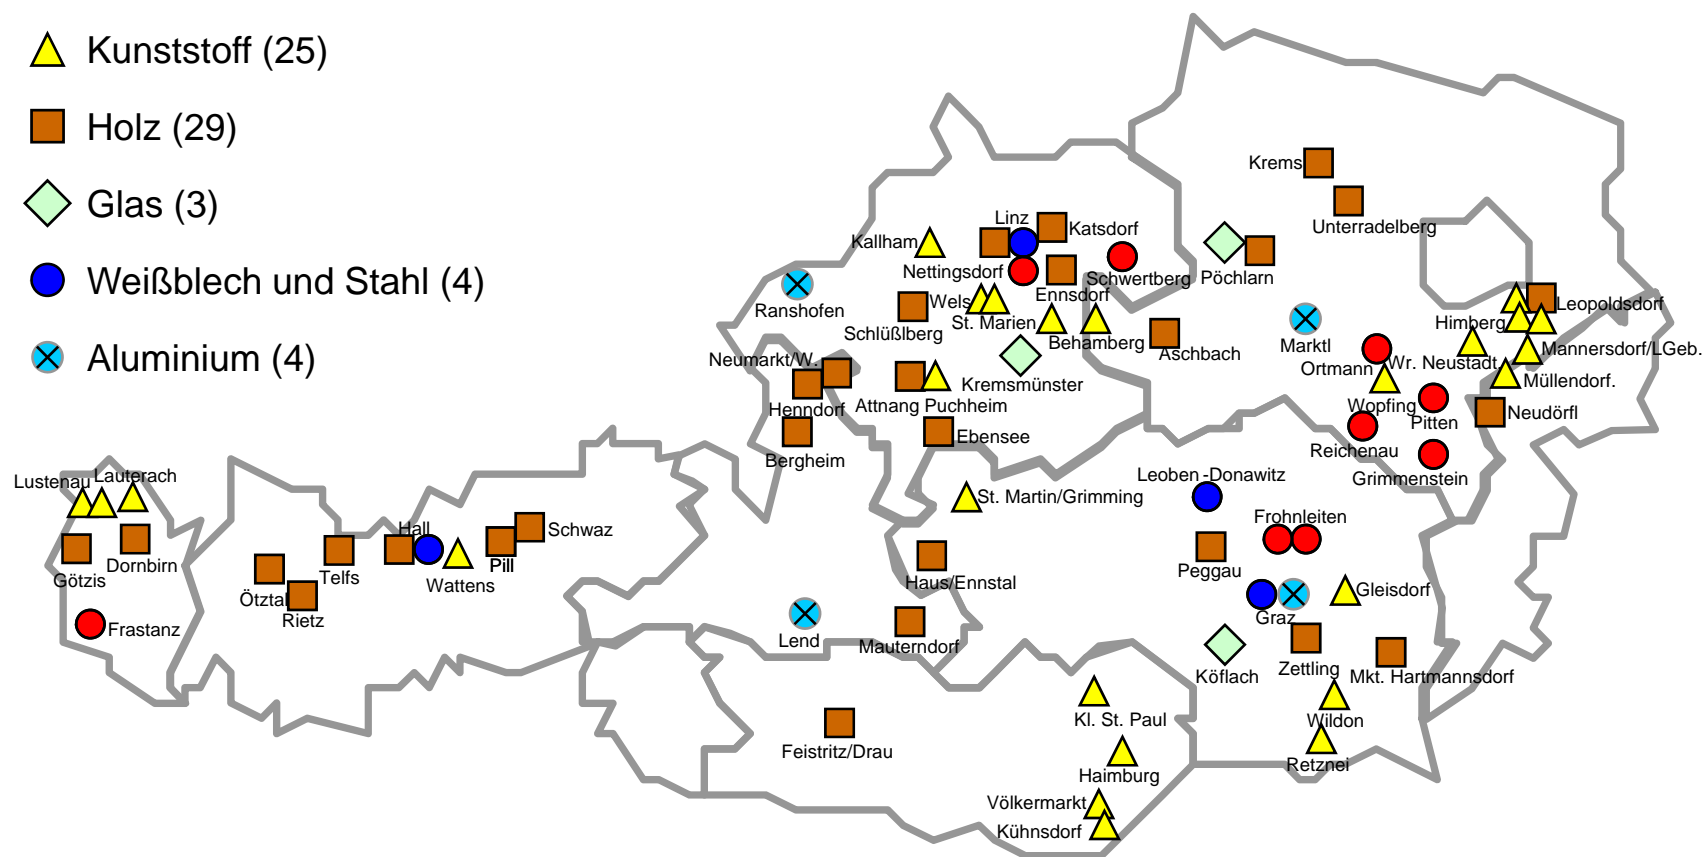 Kunststoff (25)
Holz (29)
Glas (3)
Weißblech und Stahl (4)
Aluminium (4)
Krems
Unterradelberg
Linz
Katsdorf
Kallham
Nettingsdorf
Schwertberg
Pöchlarn
Ranshofen
Ennsdorf
Wels
St. Marien
Schlüßlberg
Behamberg
Aschbach
Leopoldsdorf
Himberg
Marktl
Mannersdorf/LGeb.
Neumarkt/W.
Kremsmünster
Ortmann
Wr. Neustadt
Müllendorf.
Henndorf
Attnang Puchheim
Wopfing
Pitten
Neudörfl
Ebensee
Bergheim
Reichenau
Grimmenstein
Lustenau
Lauterach
Leoben-Donawitz
St. Martin/Grimming
Frohnleiten
Hall
Schwaz
Götzis
Dornbirn
Telfs
Wattens
Pill
Peggau
Haus/Ennstal
Ötztal
Rietz
Gleisdorf
Graz
Frastanz
Lend
Mauterndorf
Köflach
Zettling
Mkt. Hartmannsdorf
Kl. St. Paul
Wildon
Feistritz/Drau
Haimburg
Retznei
Völkermarkt
Kühnsdorf